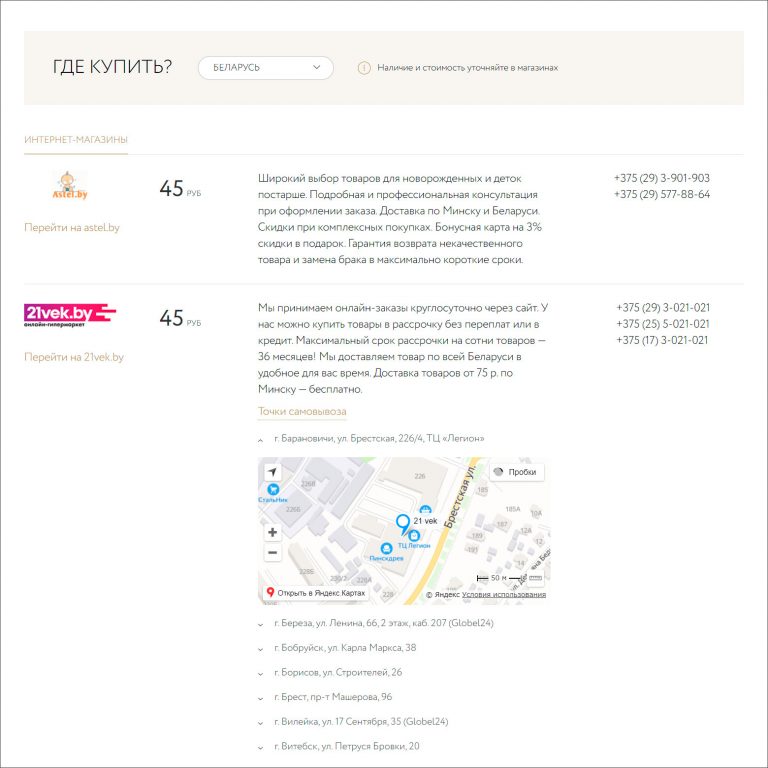 ГДЕ КУПИТЬ?
БЕЛАРУСЬ
Наличие и стоимость уточняйте в магазинах
ИНТЕРНЕТ-МАГАЗИНЫ
Astel.by
Перейти на astel.by
45 РУБ
Широкий выбор товаров для новорожденных и деток
постарше. Подробная и профессиональная консультация
при оформлении заказа. Доставка по Минску и Беларуси.
Скидки при комплексных покупках. Бонусная карта на 3%
скидки в подарок. Гарантия возврата некачественного
товара и замена брака в максимально короткие сроки.
+375 (29) 3-901-903
+375 (29) 577-88-64
21vek.by
онлайн-гипермаркет
Перейти на 21vek.by
45 РУБ
Мы принимаем онлайн-заказы круглосуточно через сайт. У
нас можно купить товары в рассрочку без переплат или в
кредит. Максимальный срок рассрочки на сотни товаров —
36 месяцев! Мы доставляем товар по всей Беларуси в
удобное для вас время. Доставка товаров от 75 р. по
Минску — бесплатно.
+375 (29) 3-021-021
+375 (25) 5-021-021
+375 (17) 3-021-021
Точки самовывоза
г. Барановичи, ул. Брестская, 226/4, ТЦ «Легион»
Пробки
226
СтальНик
226Б
226Б
185
185А
183
510А
Брестская ул.
21 vek
ТЦ Легион
Пинскдрев
189
191
228Е
230/2
228Д
50 м
Открыть в Яндекс.Картах
© Яндекс Условия использования
г. Береза, ул. Ленина, 66, 2 этаж, каб. 207 (Globel24)
г. Бобруйск, ул. Карла Маркса, 38
г. Борисов, ул. Строителей, 26
г. Брест, пр-т Машерова, 96
г. Вилейка, ул. 17 Сентября, 35 (Globel24)
г. Витебск, ул. Петруся Бровки, 20